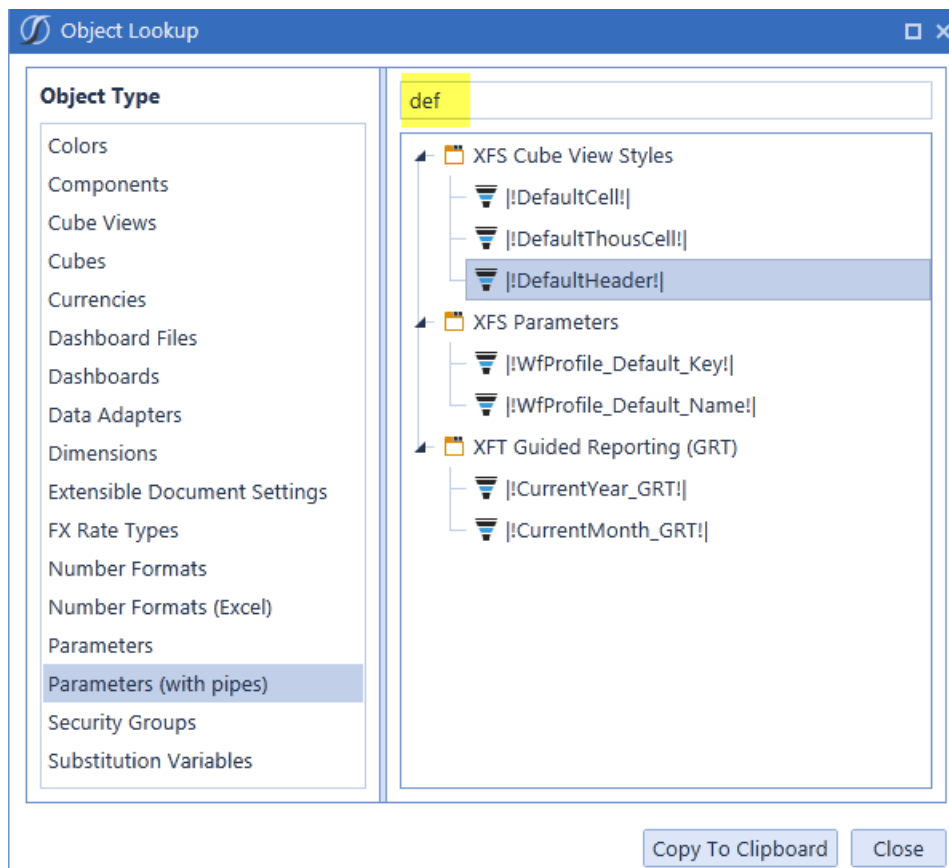 Object Lookup
Object Type
Colors
Components
Cube Views
Cubes
Currencies
Dashboard Files
Dashboards
Data Adapters
Dimensions
Extensible Document Settings
FX Rate Types
Number Formats
Number Formats (Excel)
Parameters
Parameters (with pipes)
Security Groups
Substitution Variables
def
XFS Cube View Styles
|!DefaultCell!|
|!DefaultThousCell!|
|!DefaultHeader!|
XFS Parameters
|!WfProfile_Default_Key!|
|!WfProfile_Default_Name!|
XFT Guided Reporting (GRT)
|!CurrentYear_GRT!|
|!CurrentMonth_GRT!|
Copy To Clipboard
Close